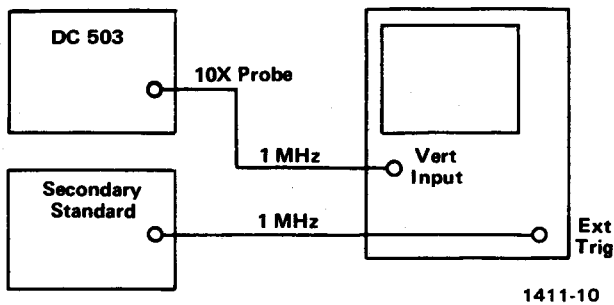 DC 503
10X Probe
1 MHz
Vert
Input
Secondary
Standard
1 MHz
Ext
Trig
1411-10